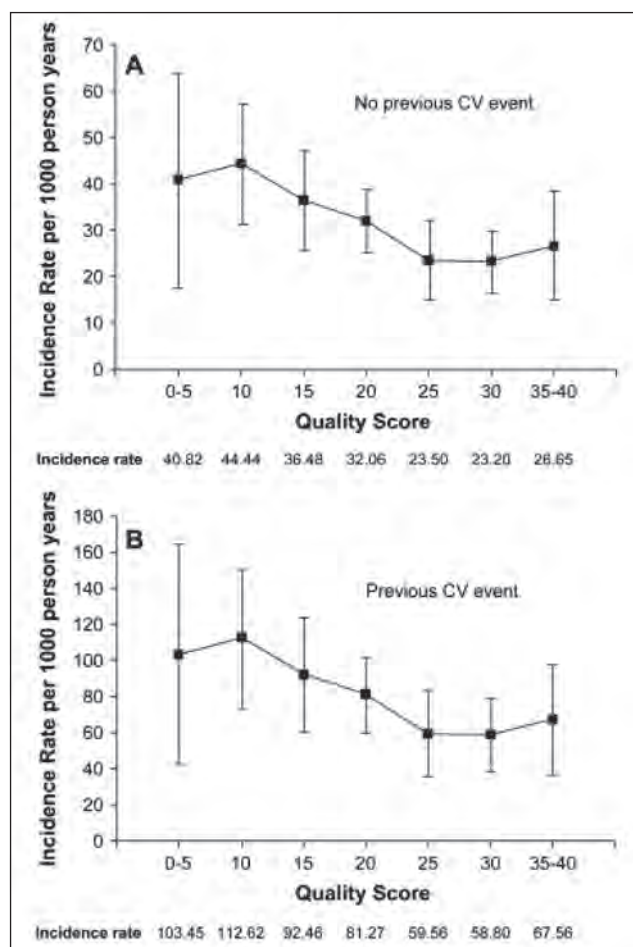 A
No previous CV event
Incidence Rate per 1000 person years
70
60
50
40
30
20
10
0
0-5 10 15 20 25 30 35-40
Quality Score
Incidence rate 40.82 44.44 36.48 32.06 23.50 23.20 26.65
B
Previous CV event
Incidence Rate per 1000 person years
180
160
140
120
100
80
60
40
20
0
0-5 10 15 20 25 30 35-40
Quality Score
Incidence rate 103.45 112.62 92.46 81.27 59.56 58.80 67.56